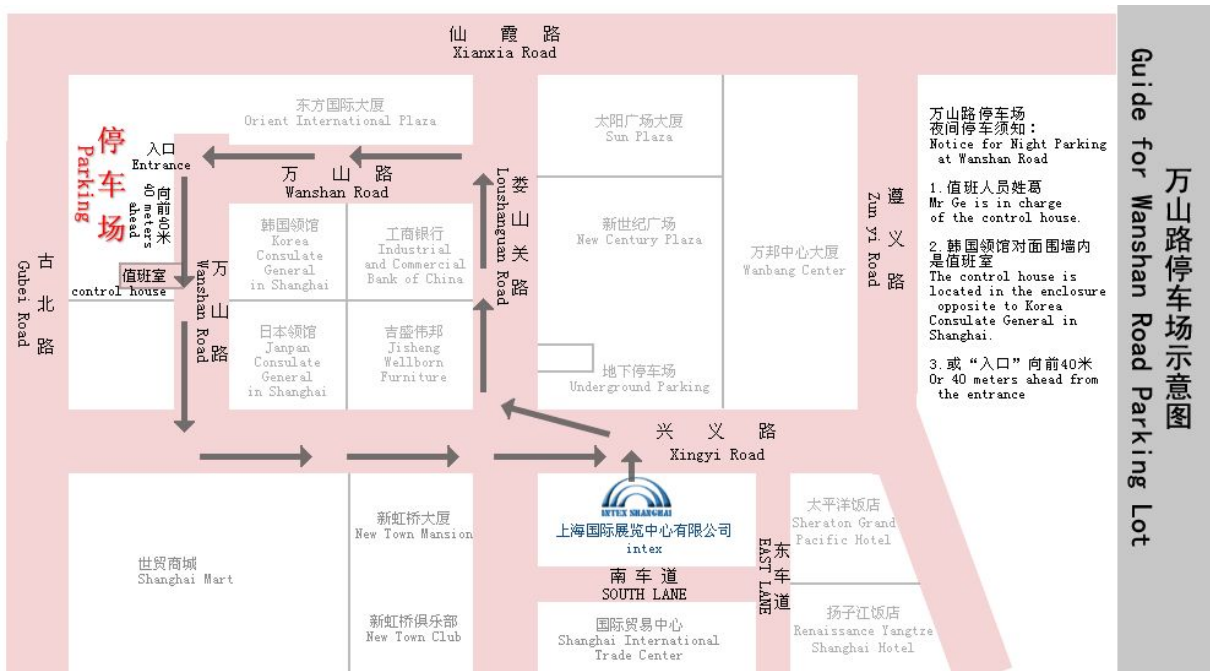 仙霞路
Xianxia Road
东方国际大厦
Orient International Plaza
太阳广场大厦
Sun Plaza
停车场
Parking
入口
Entrance
向前40米
40 meters
ahead
万山路
Wanshan Road
娄山关路
Loushanguan Road
韩国领馆
Korea
Consulate
General
in Shanghai
工商银行
Industrial
and Commercial
Bank of China
新世纪广场
New Century Plaza
万邦中心大厦
Wanbang Center
遵义路
Zun yi Road
古北路
Gubei Road
值班室
control house
万山路
Wanshan Road
日本领馆
Janpan
Consulate
General
in Shanghai
吉盛伟邦
Jisheng
Wellborn
Furniture
地下停车场
Underground Parking
兴义路
Xingyi Road
INTEX SHANGHAI
上海国际展览中心有限公司
intex
新虹桥大厦
New Town Mansion
世贸商城
Shanghai Mart
新虹桥俱乐部
New Town Club
南车道
SOUTH LANE
东车道
EAST LANE
国际贸易中心
Shanghai International
Trade Center
太平洋饭店
Sheraton Grand
Pacific Hotel
扬子江饭店
Renaissance Yangtze
Shanghai Hotel
万山路停车场
夜间停车须知：
Notice for Night Parking
at Wanshan Road
1.值班人员姓葛
Mr Ge is in charge
of the control house.
2.韩国领馆对面围墙内
是值班室
The control house is
located in the enclosure
opposite to Korea
Consulate General in
Shanghai.
3.或“入口”向前40米
Or 40 meters ahead from
the entrance
万山路停车场示意图
Guide for Wanshan Road Parking Lot